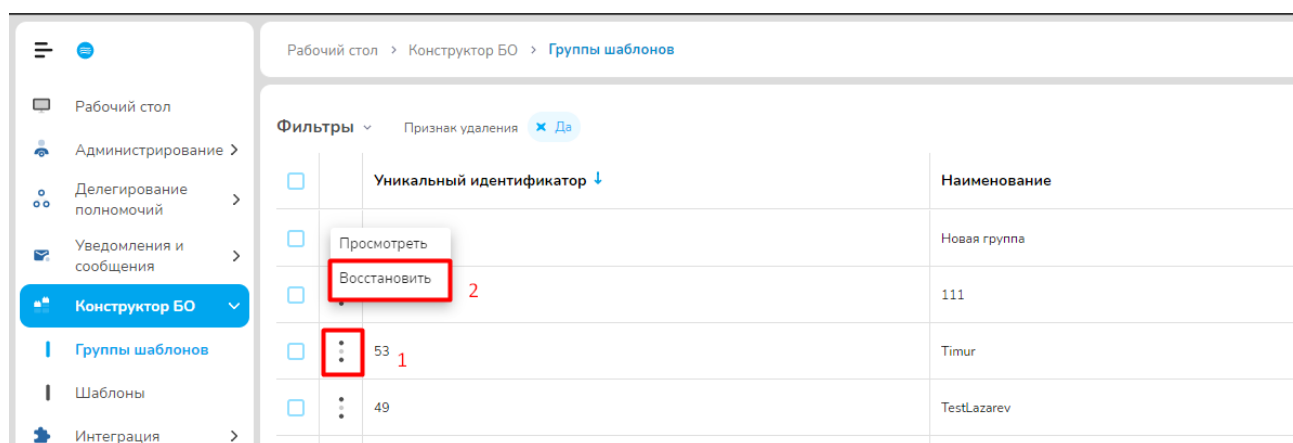 Рабочий стол > Конструктор БО > Группы шаблонов
Рабочий стол
Администрирование
Делегирование
полномочий
Уведомления и
сообщения
Конструктор БО
Группы шаблонов
Шаблоны
Интеграция
Фильтры Признак удаления × Да
Уникальный идентификатор ↓ Наименование
Новая группа
Просмотреть
Восстановить 2
111
53 1 Timur
49 TestLazarev